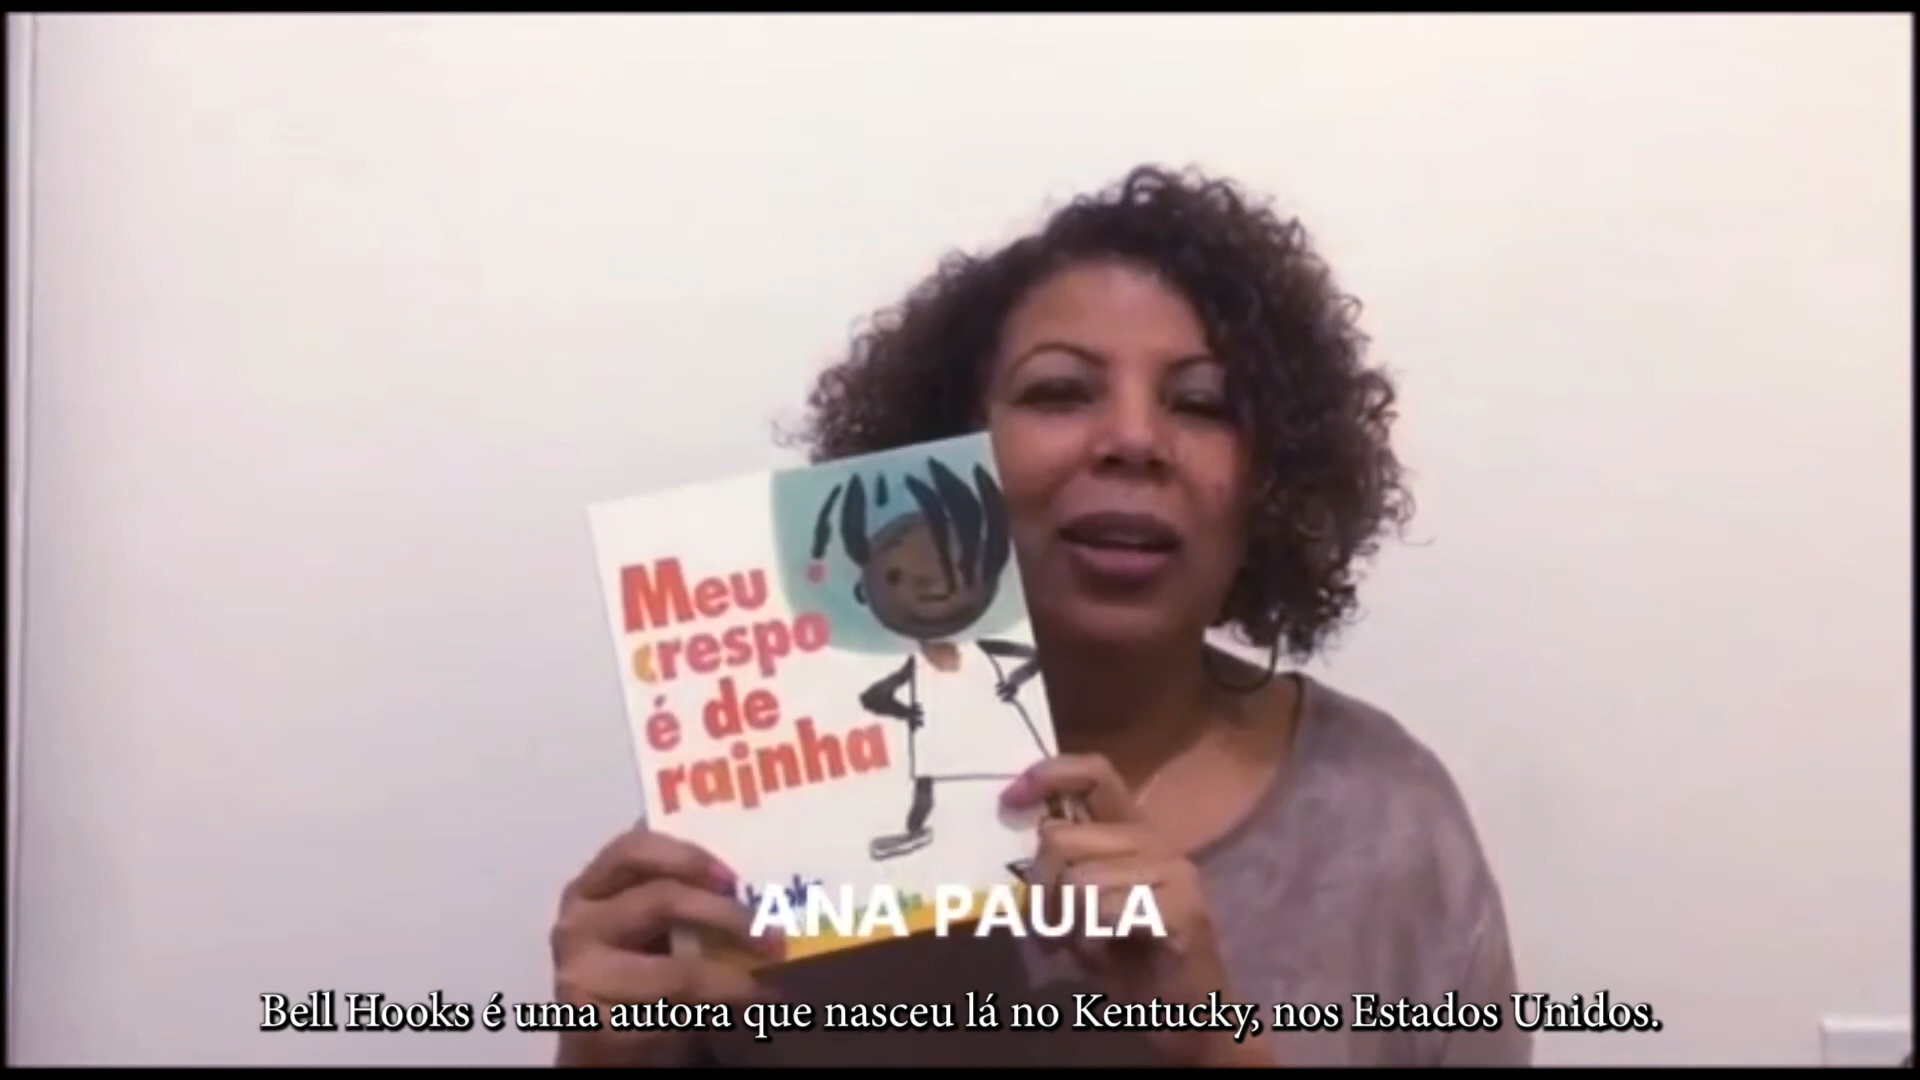 Meu
crespo
é de
rainha
ANA PAULA
Bell Hooks é uma autora que nasceu lá no Kentucky, nos Estados Unidos.